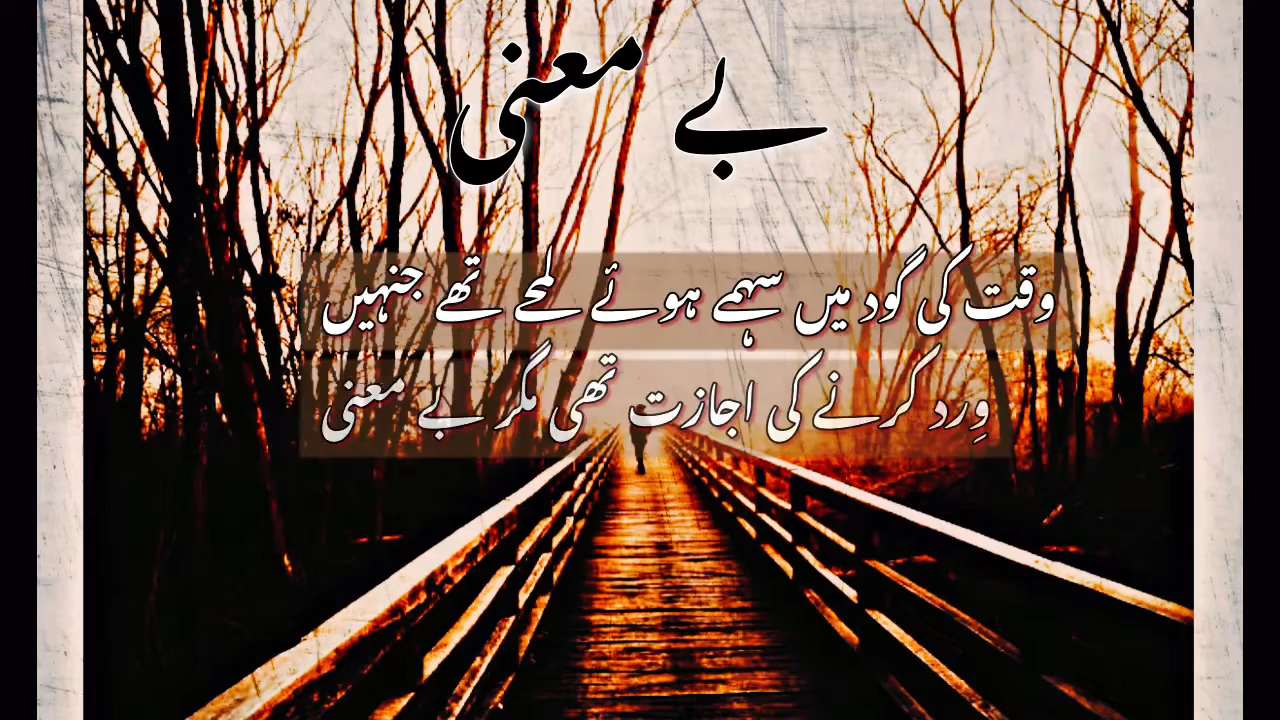 بے معنی
وقت کی گود میں سہمے ہوئے لمحے تھے جنہیں
وِرد کرنے کی اجازت تھی مگر بے معنی